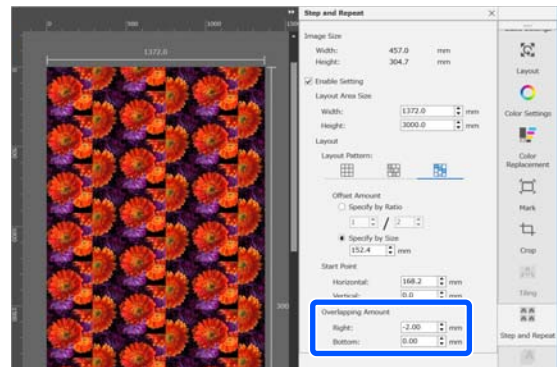 Step and Repeat
Image Size
Width: 457.0 mm
Height: 304.7 mm
Enable Setting
Layout Area Size
Width: 1372.0 mm
Height: 3000.0 mm
Layout
Layout Pattern:
Offset Amount
Specify by Ratio
1 / 2
Specify by Size
152.4 mm
Start Point
Horizontal: 168.2 mm
Vertical: 0.0 mm
Overlapping Amount
Right: -2.00 mm
Bottom: 0.00 mm
0 500 1000
1372.0
300
Layout
Color Settings
Color
Replacement
Mark
Crop
Tiling
Step and Repeat